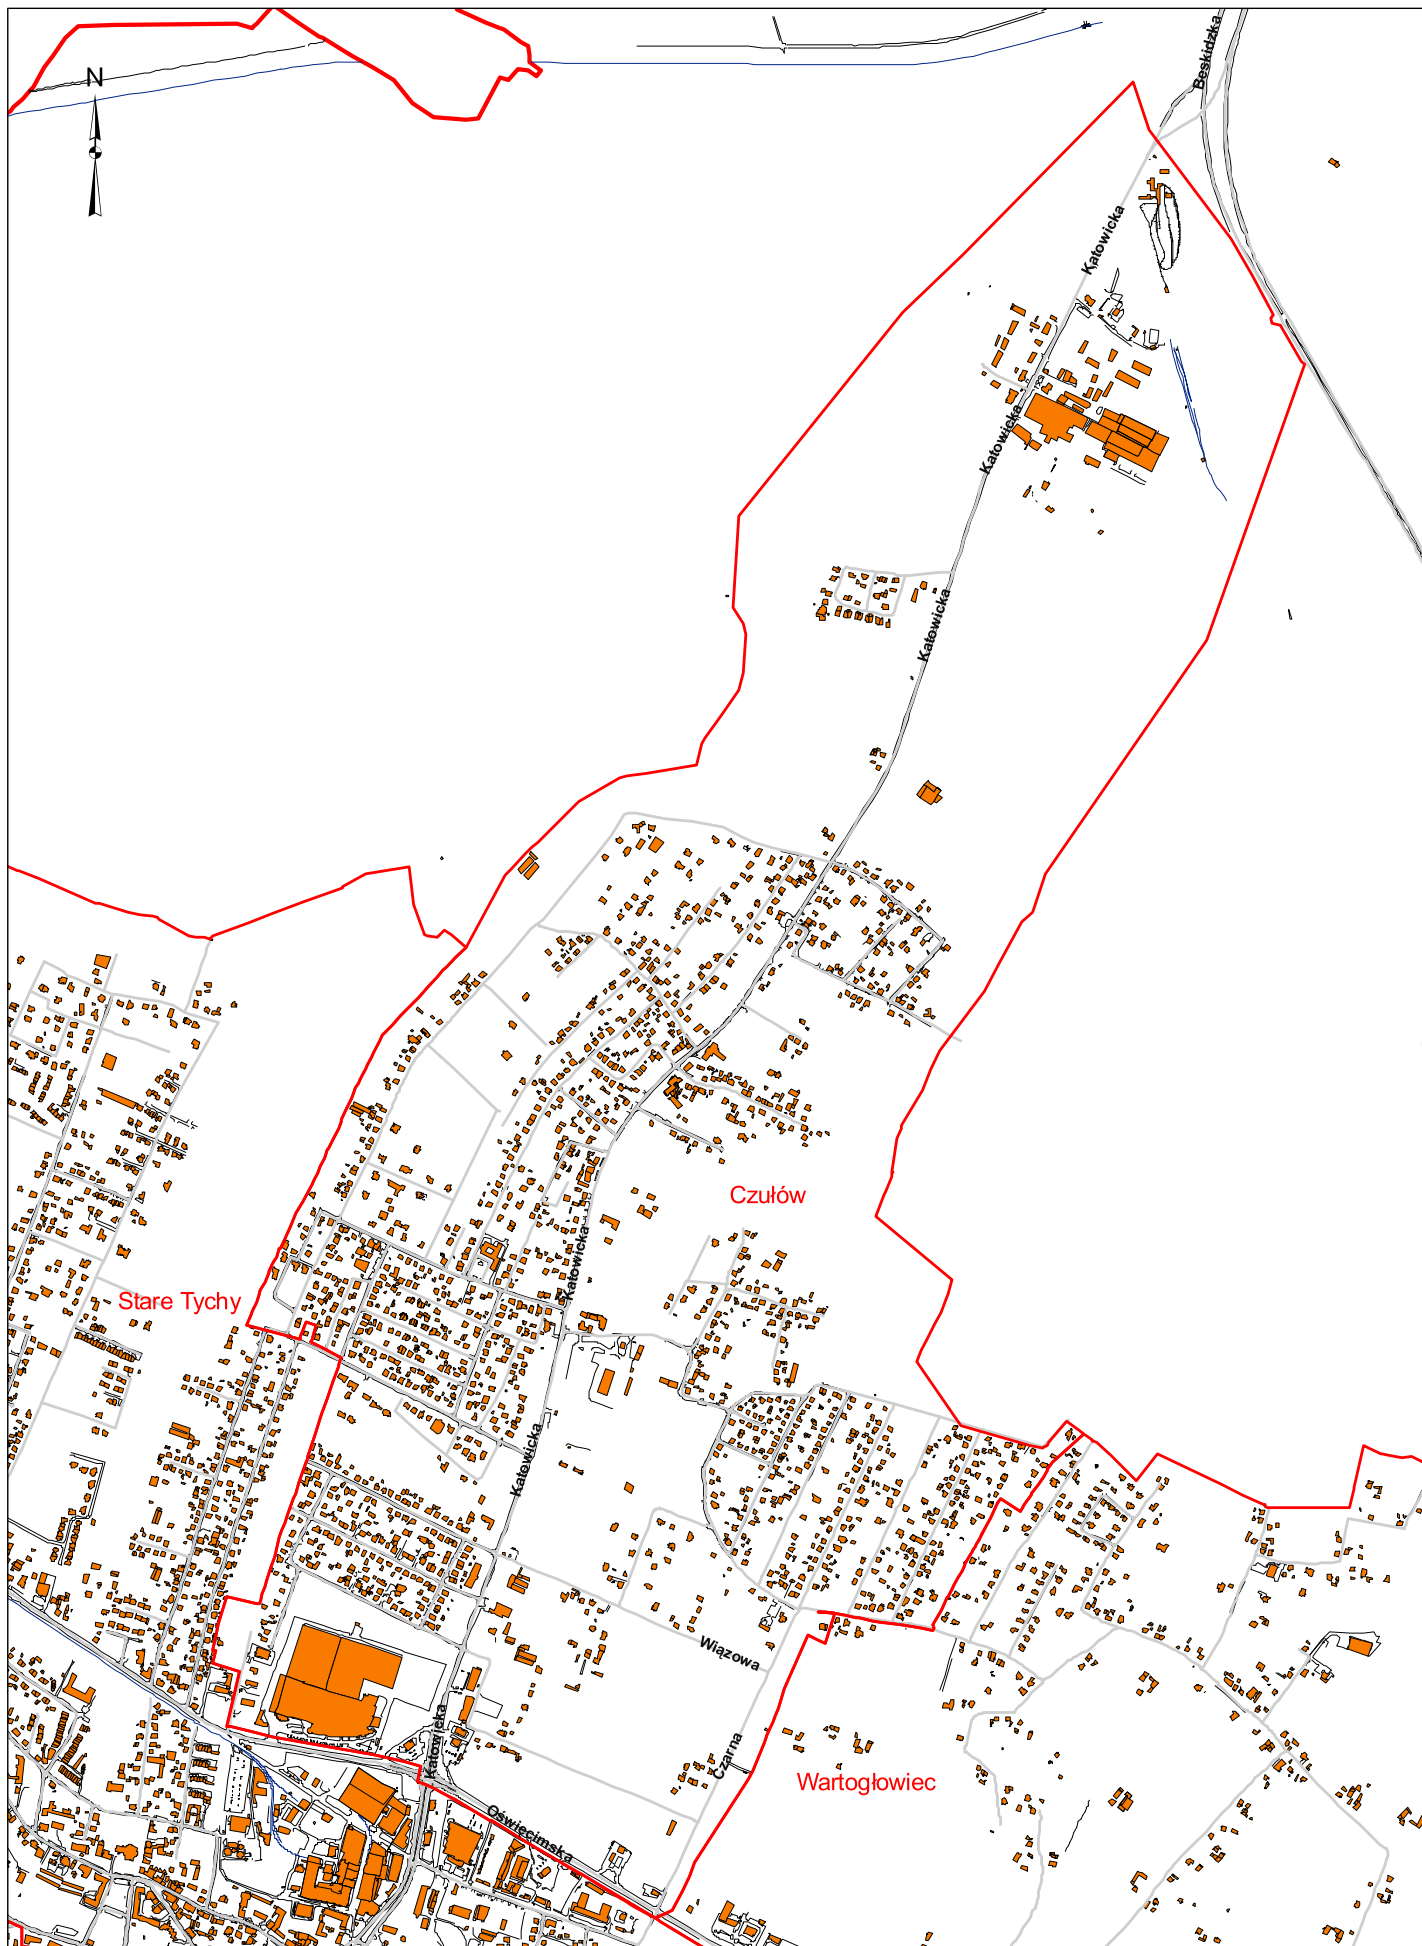 Beskidzka
N
Katowicka
Katowicka
Katowicka
Czułów
Katowicka
Stare Tychy
Katowicka
Wiązowa
Katowicka
Czarna
Wartogłowiec
Oświęcimska